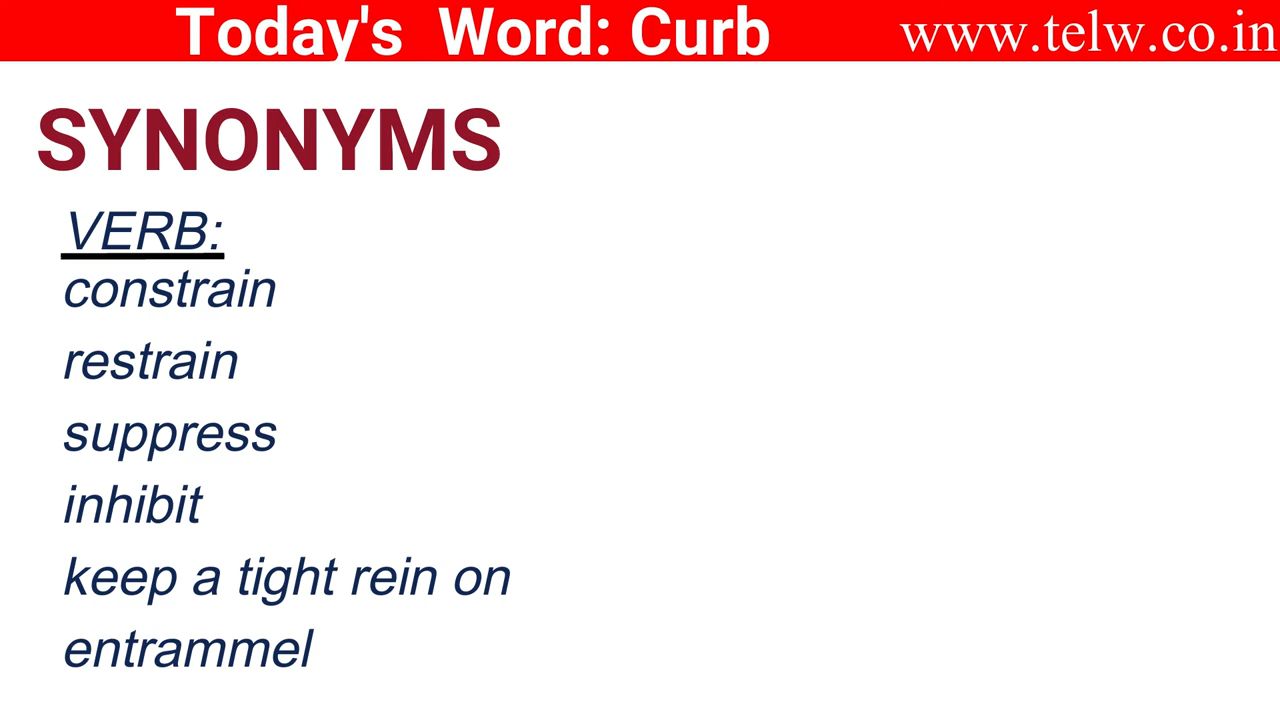 Today's Word: Curb
www.telw.co.in
SYNONYMS
VERB:
constrain
restrain
suppress
inhibit
keep a tight rein on
entrammel